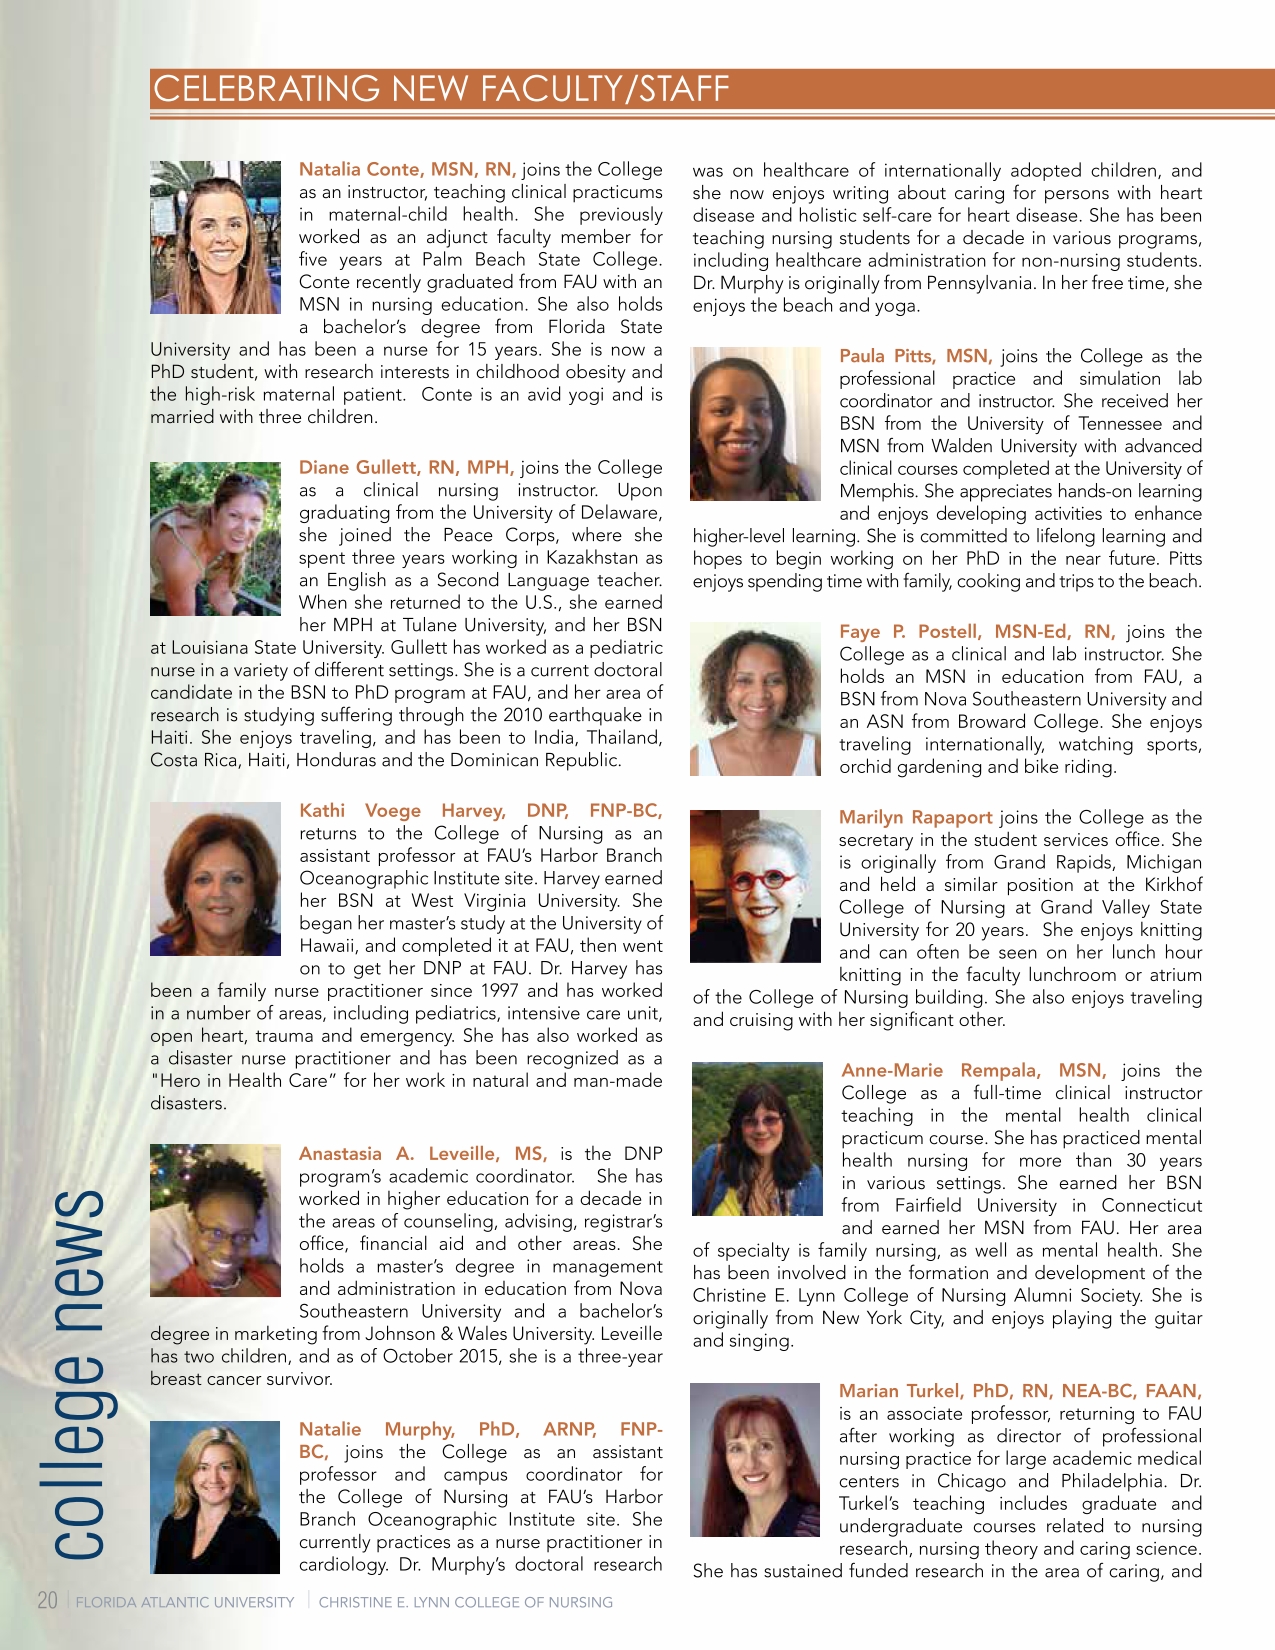 CELEBRATING NEW FACULTY/STAFF
Natalia Conte, MSN, RN, joins the College
as an instructor, teaching clinical practicums
in maternal-child health. She previously
worked as an adjunct faculty member for
five years at Palm Beach State College.
Conte recently graduated from FAU with an
MSN in nursing education. She also holds
a bachelor’s degree from Florida State
University and has been a nurse for 15 years. She is now a
PhD student, with research interests in childhood obesity and
the high-risk maternal patient.  Conte is an avid yogi and is
married with three children.
Diane Gullett, RN, MPH, joins the College
as a clinical nursing instructor. Upon
graduating from the University of Delaware,
she joined the Peace Corps, where she
spent three years working in Kazakhstan as
an English as a Second Language teacher.
When she returned to the U.S., she earned
her MPH at Tulane University, and her BSN
at Louisiana State University. Gullett has worked as a pediatric
nurse in a variety of different settings. She is a current doctoral
candidate in the BSN to PhD program at FAU, and her area of
research is studying suffering through the 2010 earthquake in
Haiti. She enjoys traveling, and has been to India, Thailand,
Costa Rica, Haiti, Honduras and the Dominican Republic.
Kathi Voege Harvey, DNP, FNP-BC,
returns to the College of Nursing as an
assistant professor at FAU’s Harbor Branch
Oceanographic Institute site. Harvey earned
her BSN at West Virginia University. She
began her master’s study at the University of
Hawaii, and completed it at FAU, then went
on to get her DNP at FAU. Dr. Harvey has
been a family nurse practitioner since 1997 and has worked
in a number of areas, including pediatrics, intensive care unit,
open heart, trauma and emergency. She has also worked as
a disaster nurse practitioner and has been recognized as a
"Hero in Health Care” for her work in natural and man-made
disasters.
Anastasia A. Leveille, MS, is the DNP
program’s academic coordinator.  She has
worked in higher education for a decade in
the areas of counseling, advising, registrar’s
office, financial aid and other areas. She
holds a master’s degree in management
and administration in education from Nova
Southeastern University and a bachelor’s
degree in marketing from Johnson & Wales University. Leveille
has two children, and as of October 2015, she is a three-year
breast cancer survivor.
Natalie Murphy, PhD, ARNP, FNP-
BC, joins the College as an assistant
professor and campus coordinator for
the College of Nursing at FAU’s Harbor
Branch Oceanographic Institute site. She
currently practices as a nurse practitioner in
cardiology. Dr. Murphy’s doctoral research
was on healthcare of internationally adopted children, and
she now enjoys writing about caring for persons with heart
disease and holistic self-care for heart disease. She has been
teaching nursing students for a decade in various programs,
including healthcare administration for non-nursing students.
Dr. Murphy is originally from Pennsylvania. In her free time, she
enjoys the beach and yoga.
Paula Pitts, MSN, joins the College as the
professional practice and simulation lab
coordinator and instructor. She received her
BSN from the University of Tennessee and
MSN from Walden University with advanced
clinical courses completed at the University of
Memphis. She appreciates hands-on learning
and enjoys developing activities to enhance
higher-level learning. She is committed to lifelong learning and
hopes to begin working on her PhD in the near future. Pitts
enjoys spending time with family, cooking and trips to the beach.
Faye P. Postell, MSN-Ed, RN, joins the
College as a clinical and lab instructor. She
holds an MSN in education from FAU, a
BSN from Nova Southeastern University and
an ASN from Broward College. She enjoys
traveling internationally, watching sports,
orchid gardening and bike riding.
Marilyn Rapaport joins the College as the
secretary in the student services office. She
is originally from Grand Rapids, Michigan
and held a similar position at the Kirkhof
College of Nursing at Grand Valley State
University for 20 years.  She enjoys knitting
and can often be seen on her lunch hour
knitting in the faculty lunchroom or atrium
of the College of Nursing building. She also enjoys traveling
and cruising with her significant other.
Anne-Marie Rempala, MSN, joins the
College as a full-time clinical instructor
teaching in the mental health clinical
practicum course. She has practiced mental
health nursing for more than 30 years
in various settings. She earned her BSN
from Fairfield University in Connecticut
and earned her MSN from FAU. Her area
of specialty is family nursing, as well as mental health. She
has been involved in the formation and development of the
Christine E. Lynn College of Nursing Alumni Society. She is
originally from New York City, and enjoys playing the guitar
and singing.
Marian Turkel, PhD, RN, NEA-BC, FAAN,
is an associate professor, returning to FAU
after working as director of professional
nursing practice for large academic medical
centers in Chicago and Philadelphia. Dr.
Turkel’s teaching includes graduate and
undergraduate courses related to nursing
research, nursing theory and caring science.
She has sustained funded research in the area of caring, and
college news
20 | FLORIDA ATLANTIC UNIVERSITY | CHRISTINE E. LYNN COLLEGE OF NURSING